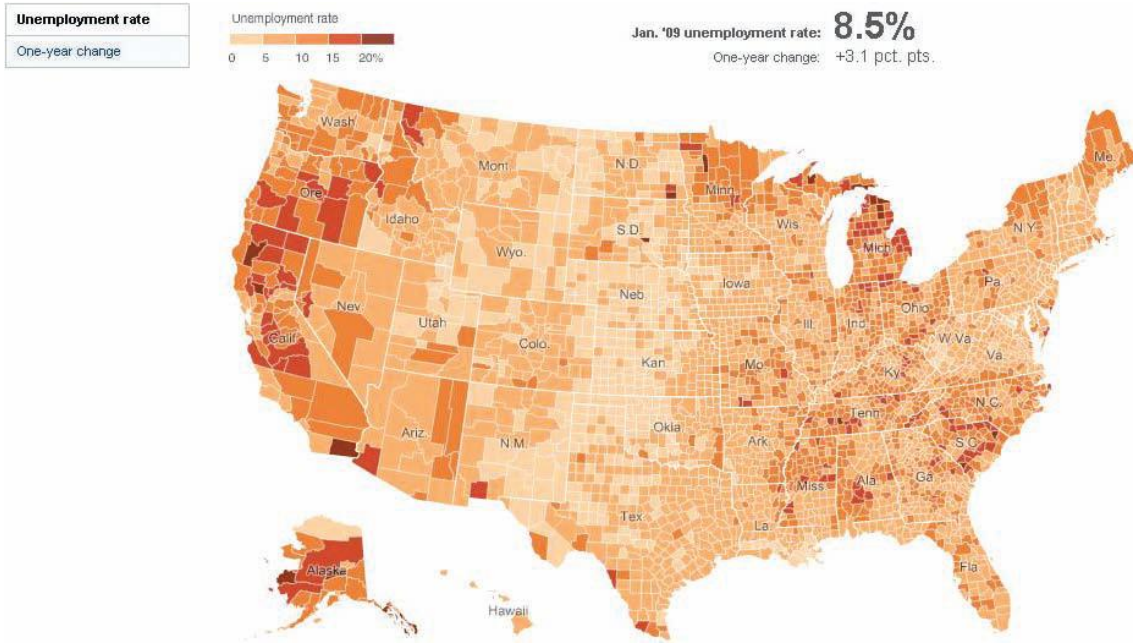 Unemployment rate
One-year change
Unemployment rate
0 5 10 15 20%
Jan. '09 unemployment rate: 8.5%
One-year change: +3.1 pct. pts.
Wash
Ore
Calif
Idaho
Nev.
Mont
Wyo.
Utah
Ariz.
Colo.
N.M.
N.D.
S.D.
Neb.
Kan
Okla
Tex
Minn
Iowa
Mo
Ark
La
Wis
Ill.
Mich
Ind
Ohio
Ky
Tenn
Miss
Ala
Ga
Fla
S.C.
N.C.
Va
W.Va
Pa
N.Y.
Me.
Alaska
Hawaii